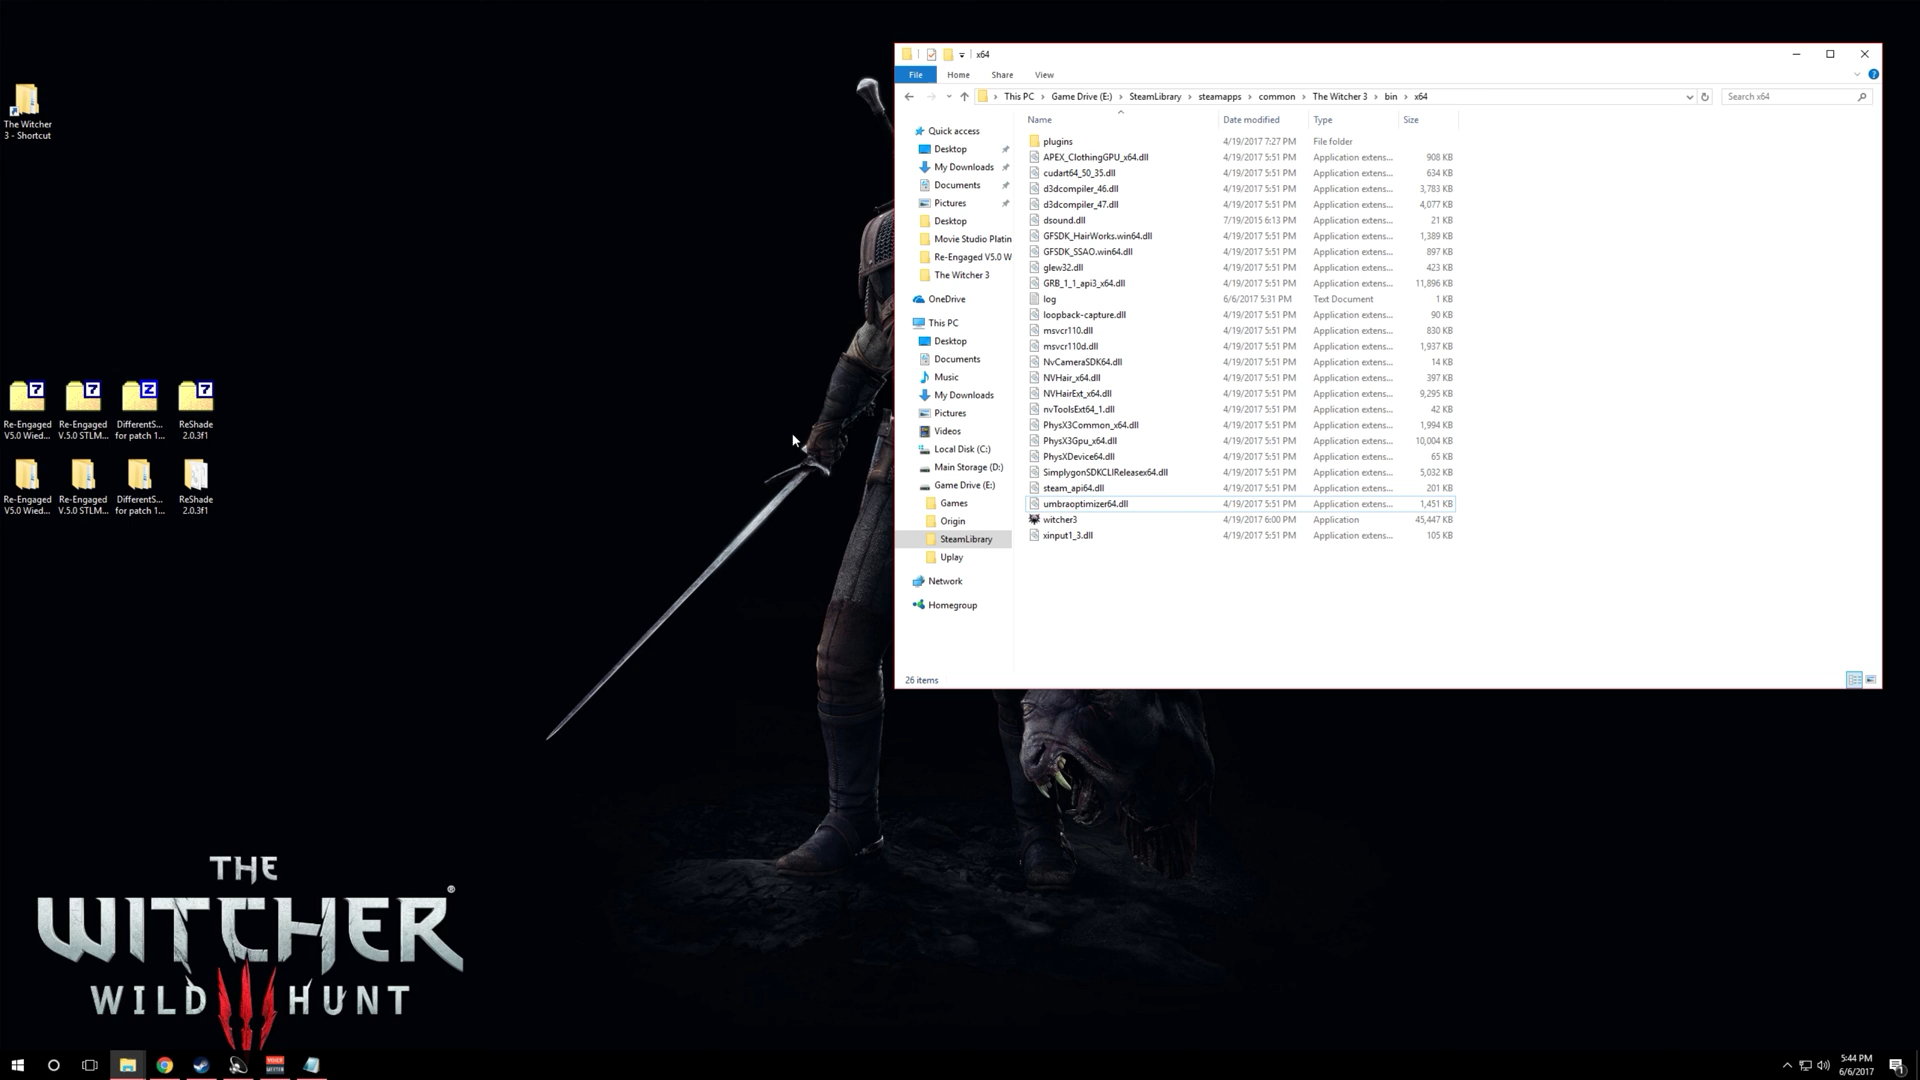 The Witcher
3 - Shortcut
Re-Engaged
V5.0 Wied...
Re-Engaged
V.5.0 STLM...
DifferentS...
for patch 1...
ReShade
2.0.3f1
Re-Engaged
V5.0 Wied...
Re-Engaged
V.5.0 STLM...
DifferentS...
for patch 1...
ReShade
2.0.3f1
THE
WITCHER®
WILD HUNT
x64
File Home Share View
This PC > Game Drive (E:) > SteamLibrary > steamapps > common > The Witcher 3 > bin > x64
Search x64
Quick access
Desktop
My Downloads
Documents
Pictures
Desktop
Movie Studio Platin
Re-Engaged V5.0 W
The Witcher 3
OneDrive
This PC
Desktop
Documents
Music
My Downloads
Pictures
Videos
Local Disk (C:)
Main Storage (D:)
Game Drive (E:)
Games
Origin
SteamLibrary
Uplay
Network
Homegroup
Name Date modified Type Size
plugins 4/19/2017 7:27 PM File folder
APEX_ClothingGPU_x64.dll 4/19/2017 5:51 PM Application extens... 908 KB
cudart64_50_35.dll 4/19/2017 5:51 PM Application extens... 634 KB
d3dcompiler_46.dll 4/19/2017 5:51 PM Application extens... 3,783 KB
d3dcompiler_47.dll 4/19/2017 5:51 PM Application extens... 4,077 KB
dsound.dll 7/19/2015 6:13 PM Application extens... 21 KB
GFSDK_HairWorks.win64.dll 4/19/2017 5:51 PM Application extens... 1,389 KB
GFSDK_SSAO.win64.dll 4/19/2017 5:51 PM Application extens... 897 KB
glew32.dll 4/19/2017 5:51 PM Application extens... 423 KB
GRB_1_1_api3_x64.dll 4/19/2017 5:51 PM Application extens... 11,896 KB
log 6/6/2017 5:31 PM Text Document 1 KB
loopback-capture.dll 4/19/2017 5:51 PM Application extens... 90 KB
msvcr110.dll 4/19/2017 5:51 PM Application extens... 830 KB
msvcr110d.dll 4/19/2017 5:51 PM Application extens... 1,937 KB
NvCameraSDK64.dll 4/19/2017 5:51 PM Application extens... 14 KB
NVHair_x64.dll 4/19/2017 5:51 PM Application extens... 397 KB
NVHairExt_x64.dll 4/19/2017 5:51 PM Application extens... 9,295 KB
nvToolsExt64_1.dll 4/19/2017 5:51 PM Application extens... 42 KB
PhysX3Common_x64.dll 4/19/2017 5:51 PM Application extens... 1,994 KB
PhysX3Gpu_x64.dll 4/19/2017 5:51 PM Application extens... 10,004 KB
PhysXDevice64.dll 4/19/2017 5:51 PM Application extens... 65 KB
SimplygonSDKCLIReleasex64.dll 4/19/2017 5:51 PM Application extens... 5,032 KB
steam_api64.dll 4/19/2017 5:51 PM Application extens... 201 KB
umbraoptimizer64.dll 4/19/2017 5:51 PM Application extens... 1,451 KB
witcher3 4/19/2017 6:00 PM Application 45,447 KB
xinput1_3.dll 4/19/2017 5:51 PM Application extens... 105 KB
26 items
5:44 PM
6/6/2017